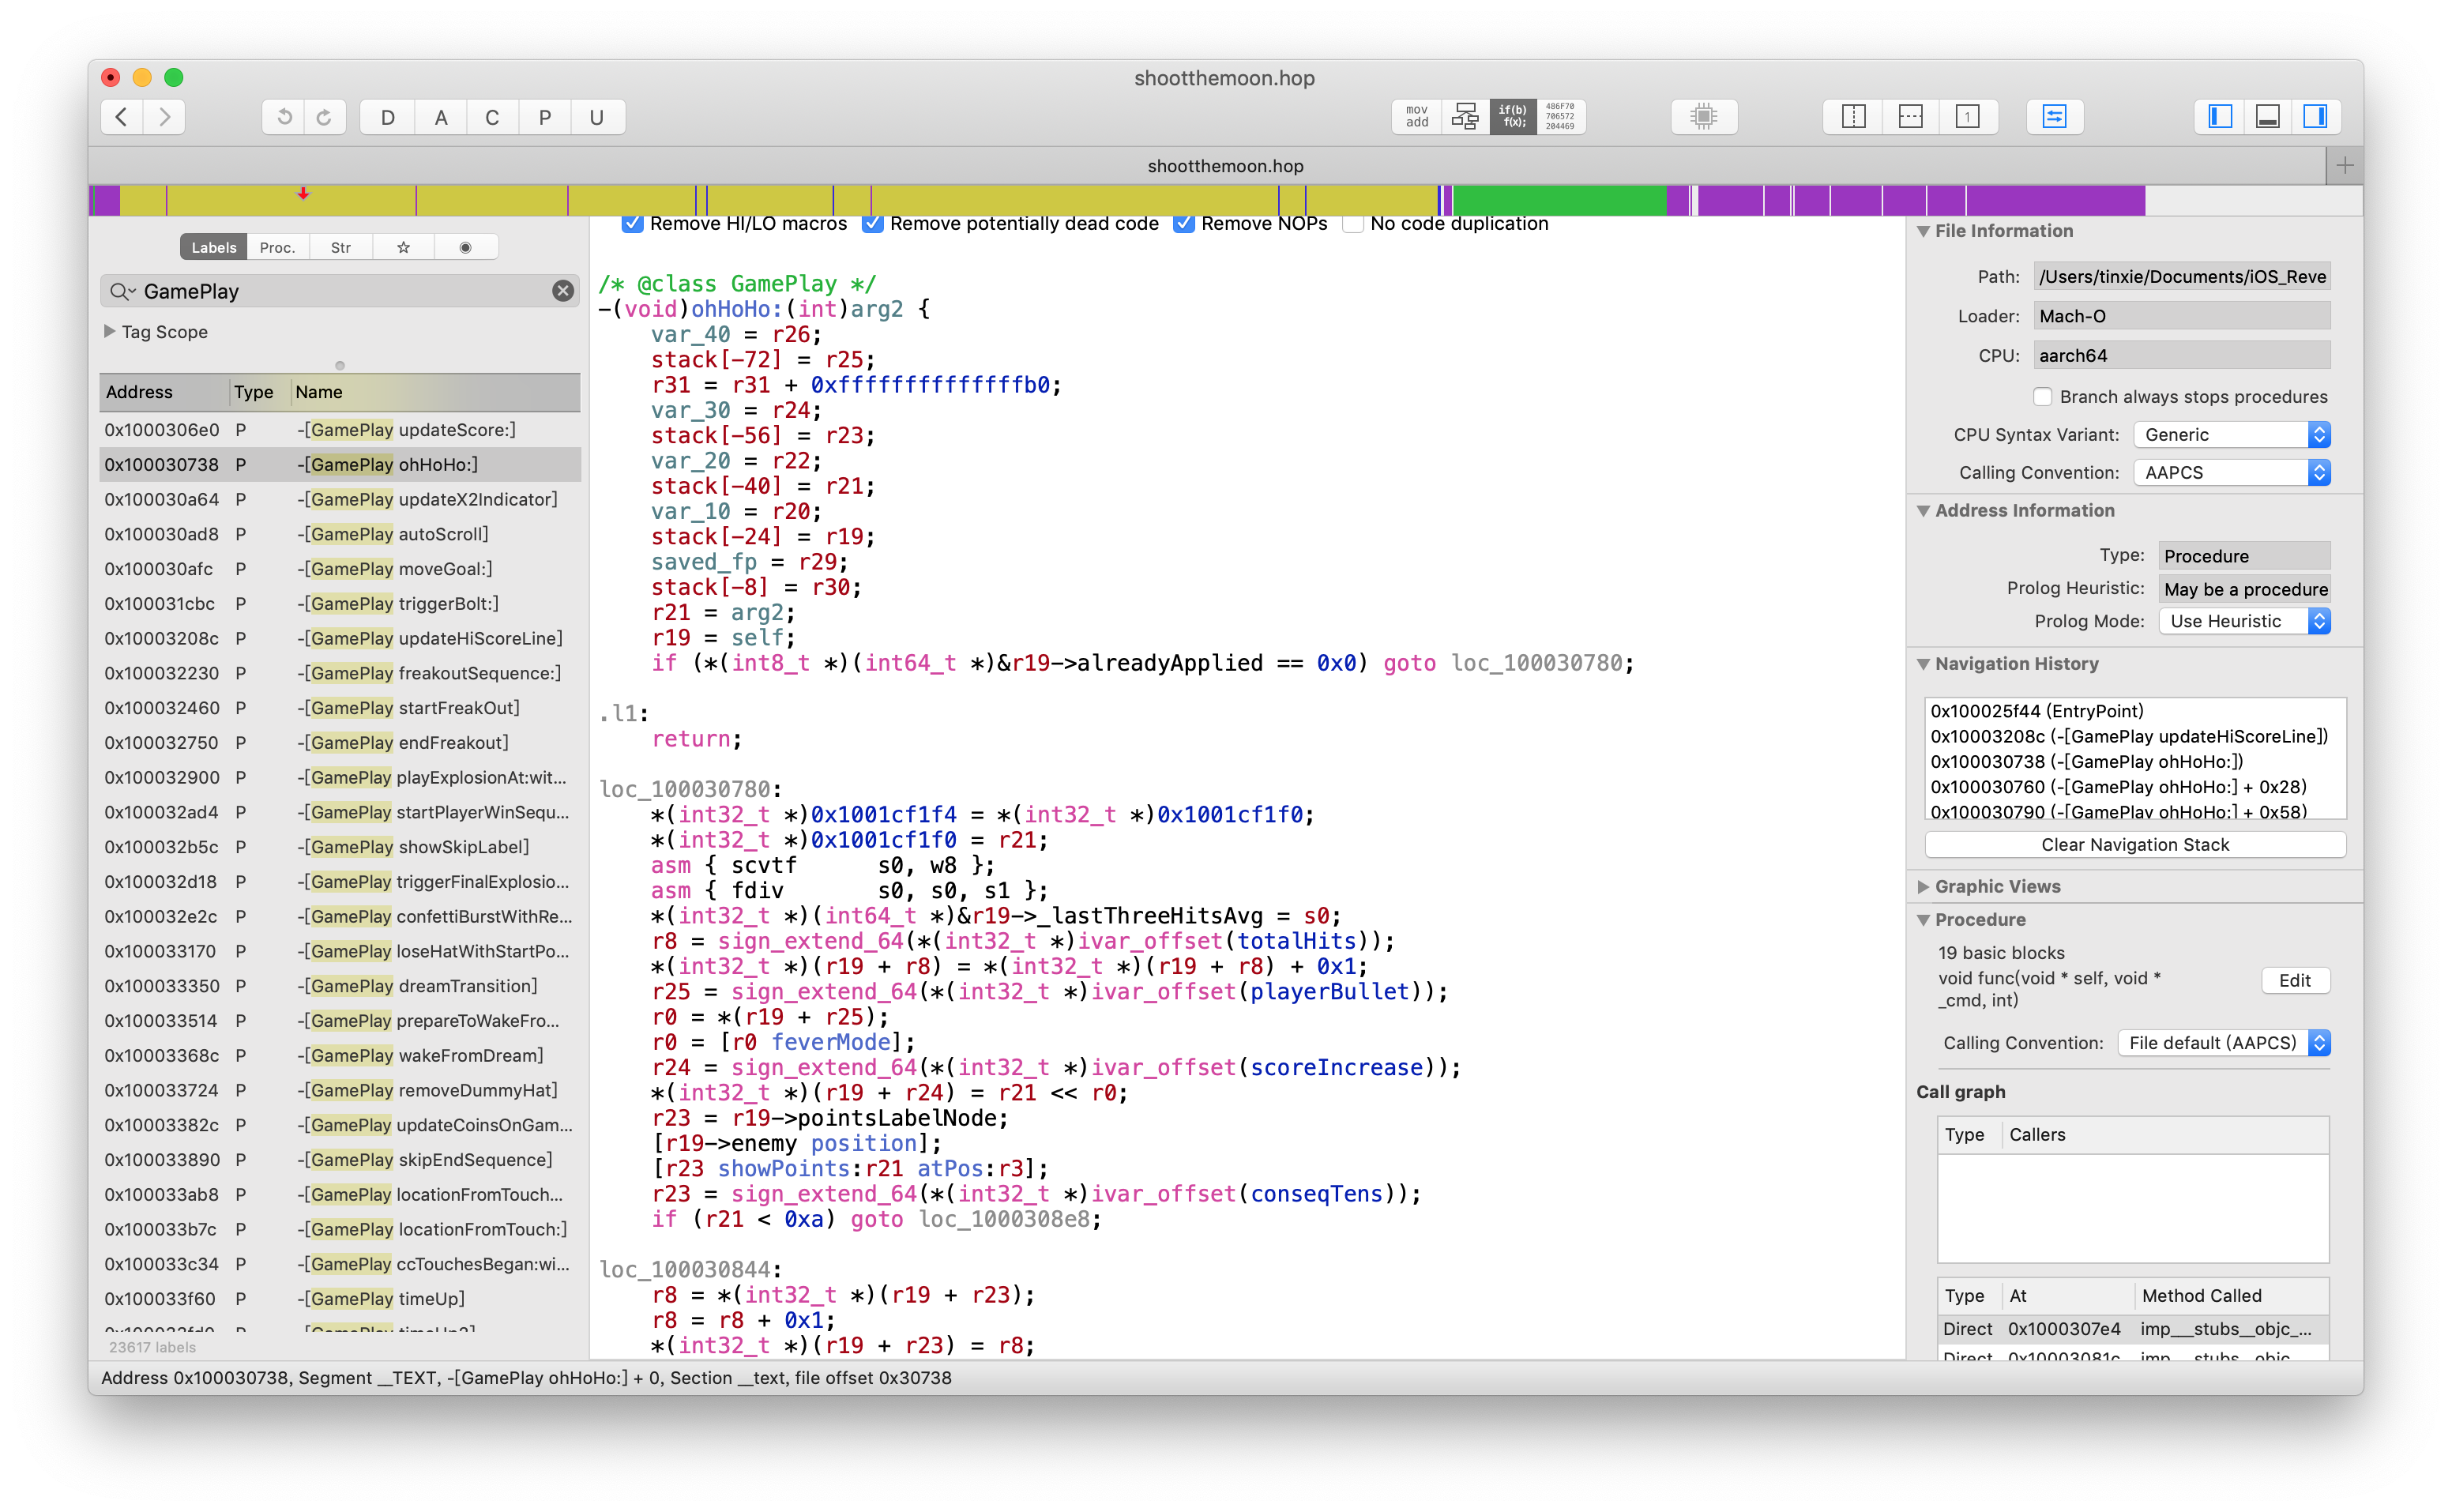 shootthemoon.hop
D A C P U
mov
add
if(b)
f(x);
486F70
706572
204469
1
shootthemoon.hop
Labels Proc. Str
GamePlay
Tag Scope
Address Type Name
0x1000306e0 P -[GamePlay updateScore:]
0x100030738 P -[GamePlay ohHoHo:]
0x100030a64 P -[GamePlay updateX2Indicator]
0x100030ad8 P -[GamePlay autoScroll]
0x100030afc P -[GamePlay moveGoal:]
0x100031cbc P -[GamePlay triggerBolt:]
0x10003208c P -[GamePlay updateHiScoreLine]
0x100032230 P -[GamePlay freakoutSequence:]
0x100032460 P -[GamePlay startFreakOut]
0x100032750 P -[GamePlay endFreakout]
0x100032900 P -[GamePlay playExplosionAt:wit...
0x100032ad4 P -[GamePlay startPlayerWinSequ...
0x100032b5c P -[GamePlay showSkipLabel]
0x100032d18 P -[GamePlay triggerFinalExplosio...
0x100032e2c P -[GamePlay confettiBurstWithRe...
0x100033170 P -[GamePlay loseHatWithStartPo...
0x100033350 P -[GamePlay dreamTransition]
0x100033514 P -[GamePlay prepareToWakeFro...
0x10003368c P -[GamePlay wakeFromDream]
0x100033724 P -[GamePlay removeDummyHat]
0x10003382c P -[GamePlay updateCoinsOnGam...
0x100033890 P -[GamePlay skipEndSequence]
0x100033ab8 P -[GamePlay locationFromTouch...
0x100033b7c P -[GamePlay locationFromTouch:]
0x100033c34 P -[GamePlay ccTouchesBegan:wi...
0x100033f60 P -[GamePlay timeUp]
23617 labels
Remove HI/LO macros Remove potentially dead code Remove NOPs No code duplication
/* @class GamePlay */
-(void)ohHoHo:(int)arg2 {
var_40 = r26;
stack[-72] = r25;
r31 = r31 + 0xffffffffffffffb0;
var_30 = r24;
stack[-56] = r23;
var_20 = r22;
stack[-40] = r21;
var_10 = r20;
stack[-24] = r19;
saved_fp = r29;
stack[-8] = r30;
r21 = arg2;
r19 = self;
if (*(int8_t *)(int64_t *)&r19->alreadyApplied == 0x0) goto loc_100030780;
.l1:
return;
loc_100030780:
*(int32_t *)0x1001cf1f4 = *(int32_t *)0x1001cf1f0;
*(int32_t *)0x1001cf1f0 = r21;
asm { scvtf s0, w8 };
asm { fdiv s0, s0, s1 };
*(int32_t *)(int64_t *)&r19->_lastThreeHitsAvg = s0;
r8 = sign_extend_64(*(int32_t *)ivar_offset(totalHits));
*(int32_t *)(r19 + r8) = *(int32_t *)(r19 + r8) + 0x1;
r25 = sign_extend_64(*(int32_t *)ivar_offset(playerBullet));
r0 = *(r19 + r25);
r0 = [r0 feverMode];
r24 = sign_extend_64(*(int32_t *)ivar_offset(scoreIncrease));
*(int32_t *)(r19 + r24) = r21 << r0;
r23 = r19->pointsLabelNode;
[r19->enemy position];
[r23 showPoints:r21 atPos:r3];
r23 = sign_extend_64(*(int32_t *)ivar_offset(conseqTens));
if (r21 < 0xa) goto loc_1000308e8;
loc_100030844:
r8 = *(int32_t *)(r19 + r23);
r8 = r8 + 0x1;
*(int32_t *)(r19 + r23) = r8;
File Information
Path: /Users/tinxie/Documents/iOS_Reve
Loader: Mach-O
CPU: aarch64
Branch always stops procedures
CPU Syntax Variant: Generic
Calling Convention: AAPCS
Address Information
Type: Procedure
Prolog Heuristic: May be a procedure
Prolog Mode: Use Heuristic
Navigation History
0x100025f44 (EntryPoint)
0x10003208c (-[GamePlay updateHiScoreLine])
0x100030738 (-[GamePlay ohHoHo:])
0x100030760 (-[GamePlay ohHoHo:] + 0x28)
0x100030790 (-[GamePlay ohHoHo:] + 0x58)
Clear Navigation Stack
Graphic Views
Procedure
19 basic blocks
void func(void * self, void *
_cmd, int)
Edit
Calling Convention: File default (AAPCS)
Call graph
Type Callers
Type At Method Called
Direct 0x1000307e4 imp___stubs__objc_...
Direct 0x10003081c imp___stubs__objc_
Address 0x100030738, Segment __TEXT, -[GamePlay ohHoHo:] + 0, Section __text, file offset 0x30738